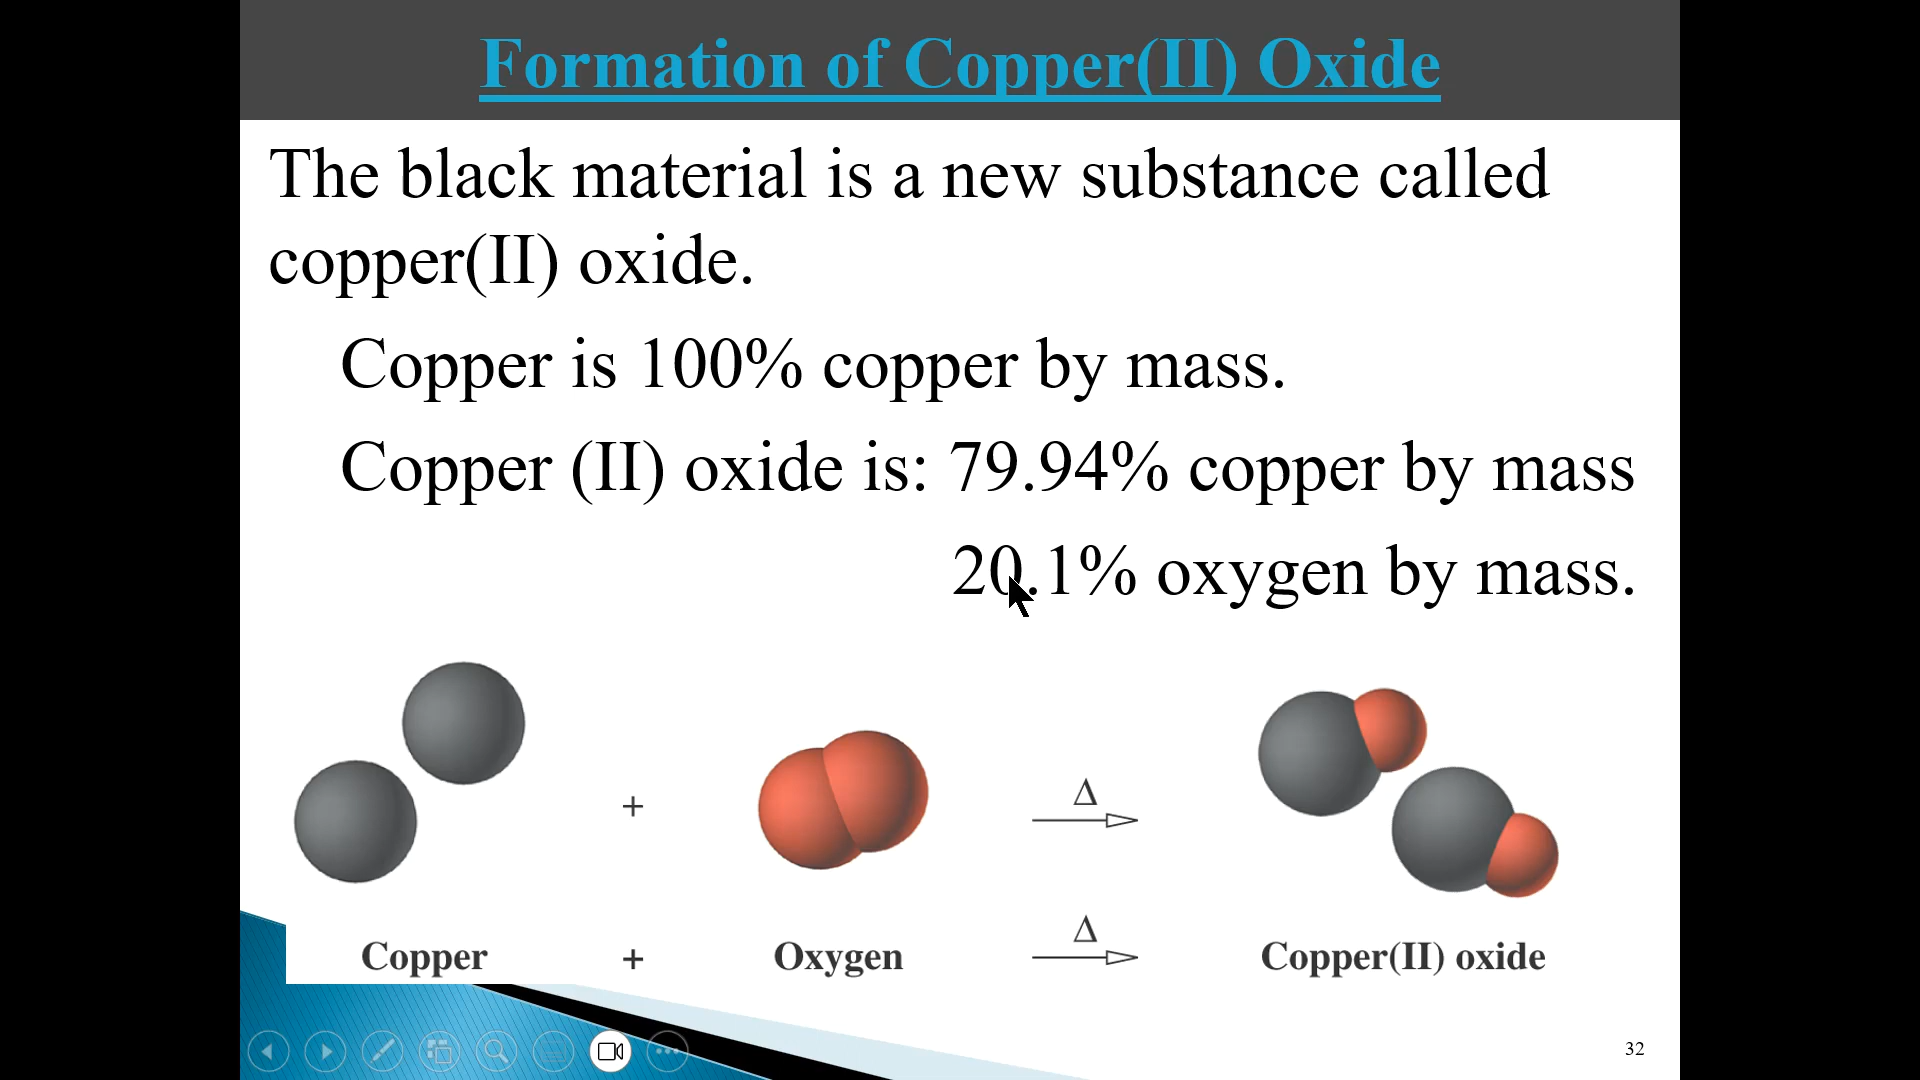 Formation of Copper(II) Oxide
The black material is a new substance called
copper(II) oxide.
Copper is 100% copper by mass.
Copper (II) oxide is: 79.94% copper by mass
20.1% oxygen by mass.
+ Δ
Copper + Oxygen Δ Copper(II) oxide
32